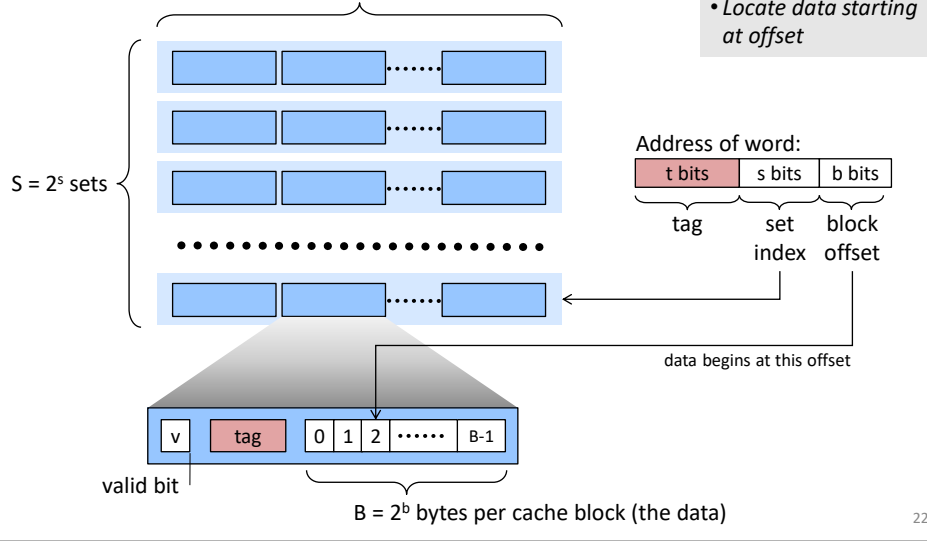 • Locate data starting
at offset
Address of word:
t bits s bits b bits
S = 2ˢ sets
tag set block
index offset
data begins at this offset
v tag 0 1 2 •••••• B-1
valid bit
B = 2ᵇ bytes per cache block (the data)
22